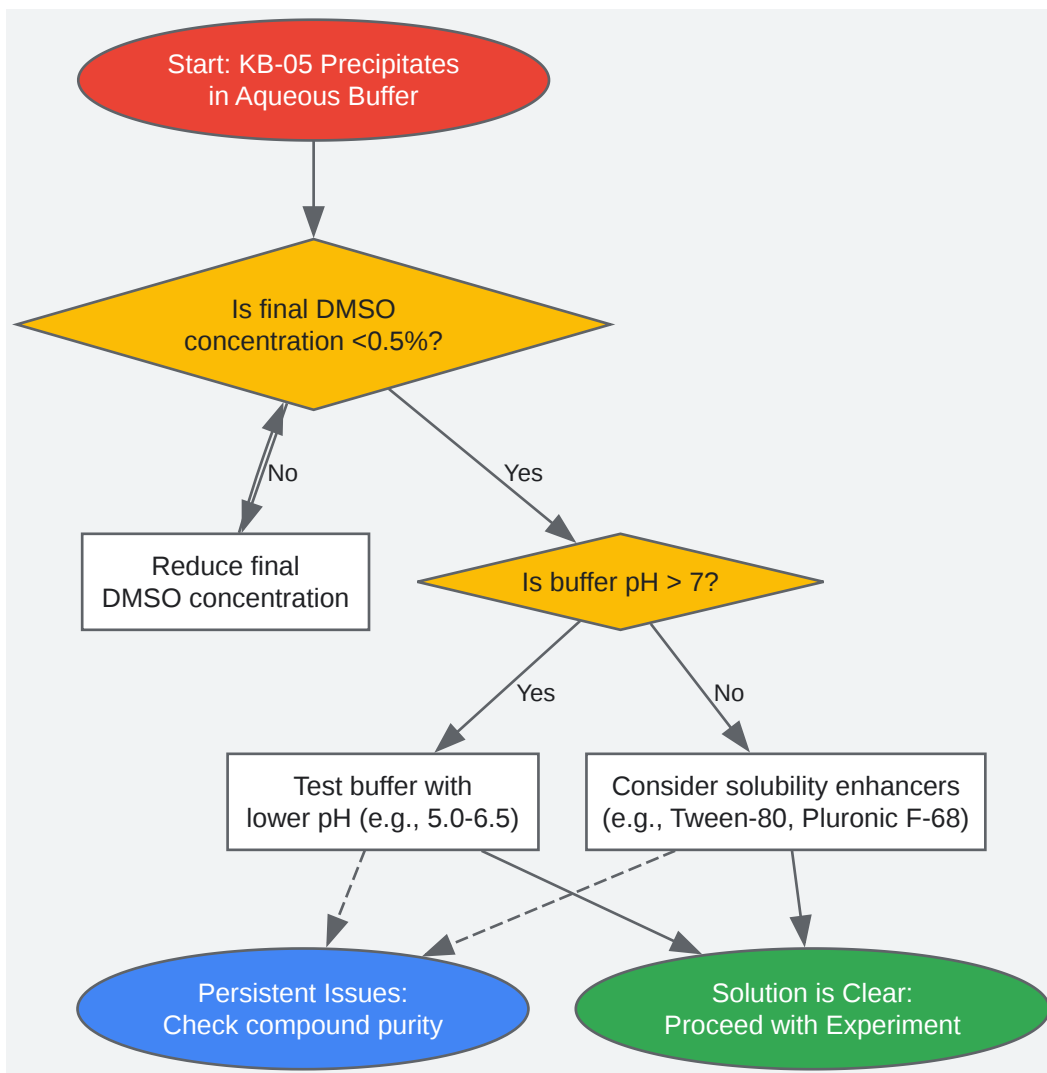 Start: KB-05 Precipitates
in Aqueous Buffer
Is final DMSO
concentration <0.5%?
No
Yes
Reduce final
DMSO concentration
Is buffer pH > 7?
Yes
No
Test buffer with
lower pH (e.g., 5.0-6.5)
Consider solubility enhancers
(e.g., Tween-80, Pluronic F-68)
Persistent Issues:
Check compound purity
Solution is Clear:
Proceed with Experiment